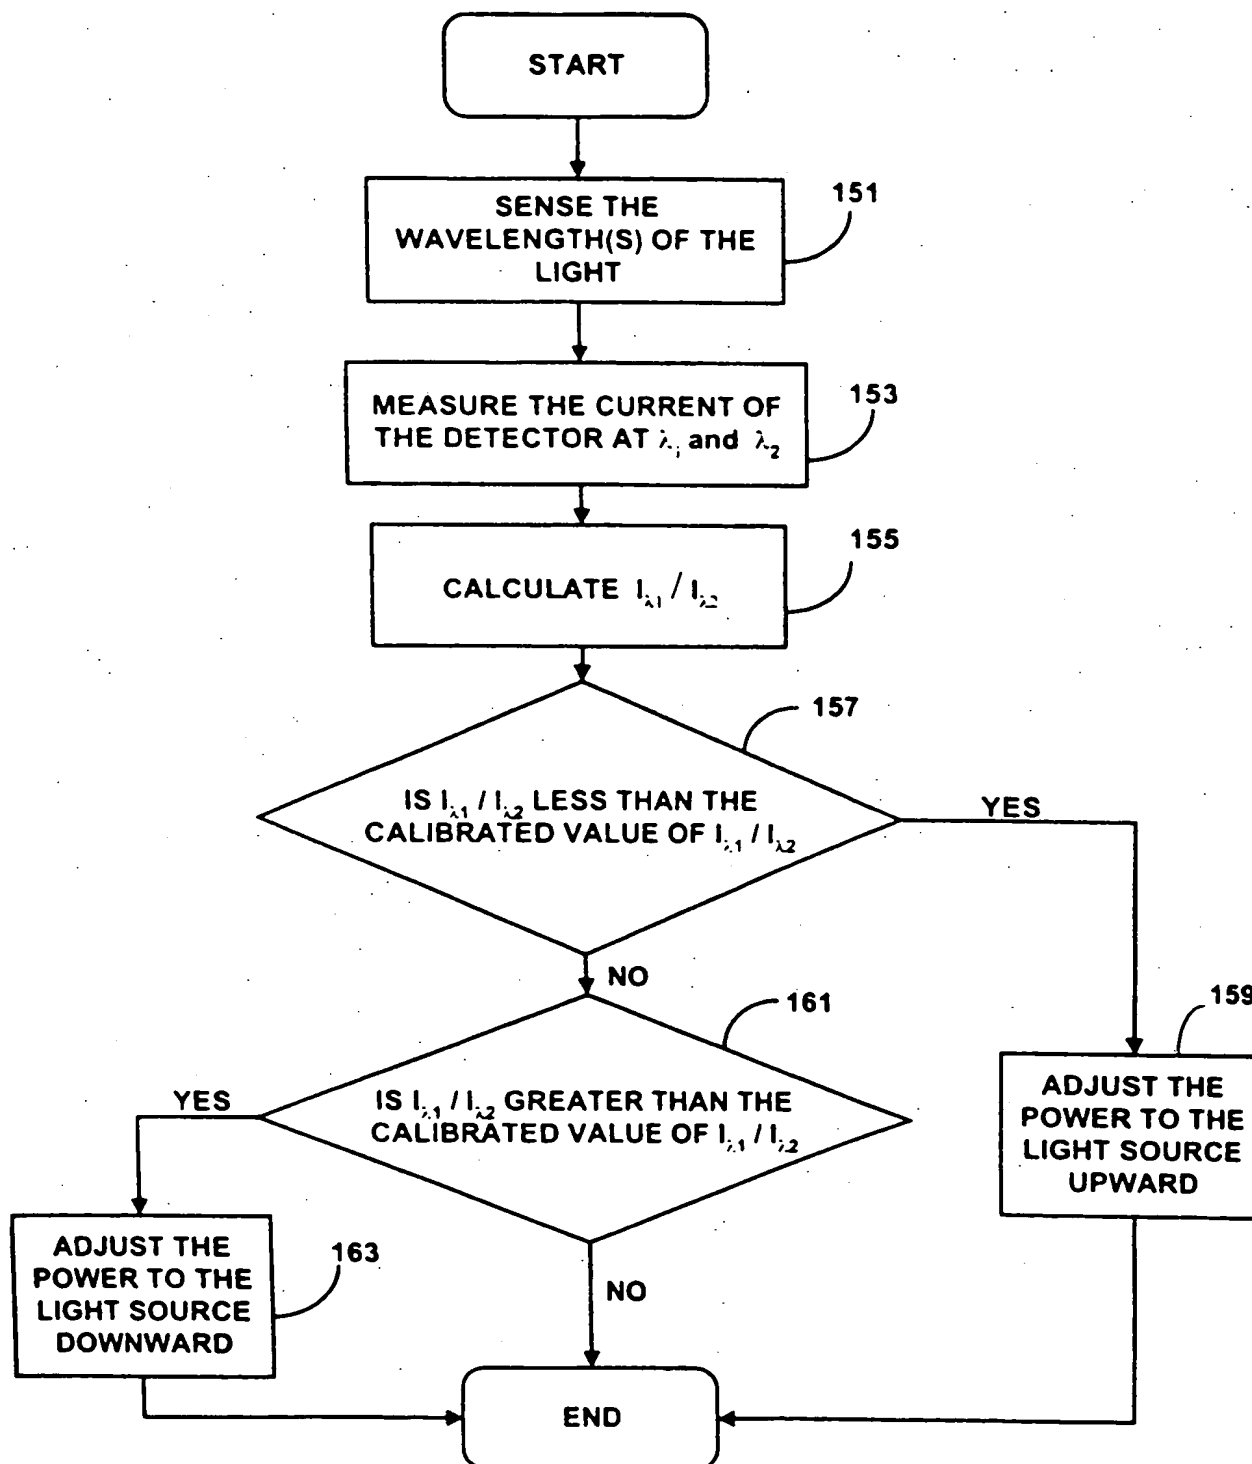 START
SENSE THE
WAVELENGTH(S) OF THE
LIGHT
151
MEASURE THE CURRENT OF
THE DETECTOR AT λ₁ and λ₂
153
CALCULATE Iλ1 / Iλ2
155
157
IS Iλ1 / Iλ2 LESS THAN THE
CALIBRATED VALUE OF Iλ1 / Iλ2
YES
NO
161
159
IS Iλ1 / Iλ2 GREATER THAN THE
CALIBRATED VALUE OF Iλ1 / Iλ2
YES
ADJUST THE
POWER TO THE
LIGHT SOURCE
UPWARD
ADJUST THE
POWER TO THE
LIGHT SOURCE
DOWNWARD
163
NO
END